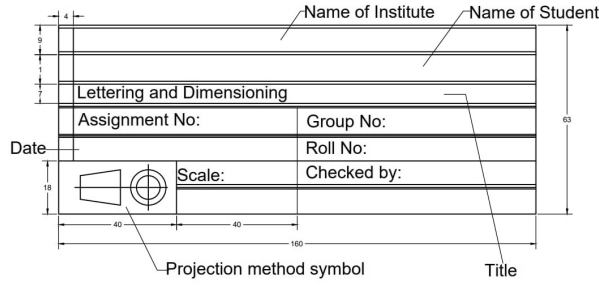 Name of Institute
Name of Student
4
9
1
7
Lettering and Dimensioning
Assignment No:
Group No:
63
Date
Roll No:
Scale:
Checked by:
18
40
40
160
Projection method symbol
Title